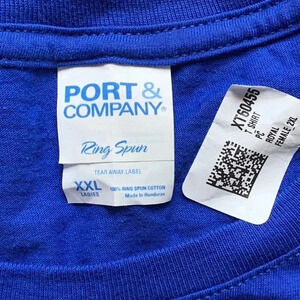 PORT &
COMPANY®
Ring Spun
TEAR AWAY LABEL
XXL
LADIES
100% RING SPUN COTTON
Made in Honduras
XT60455
T-SHIRT
PC
ROYAL
FEMALE-2XL